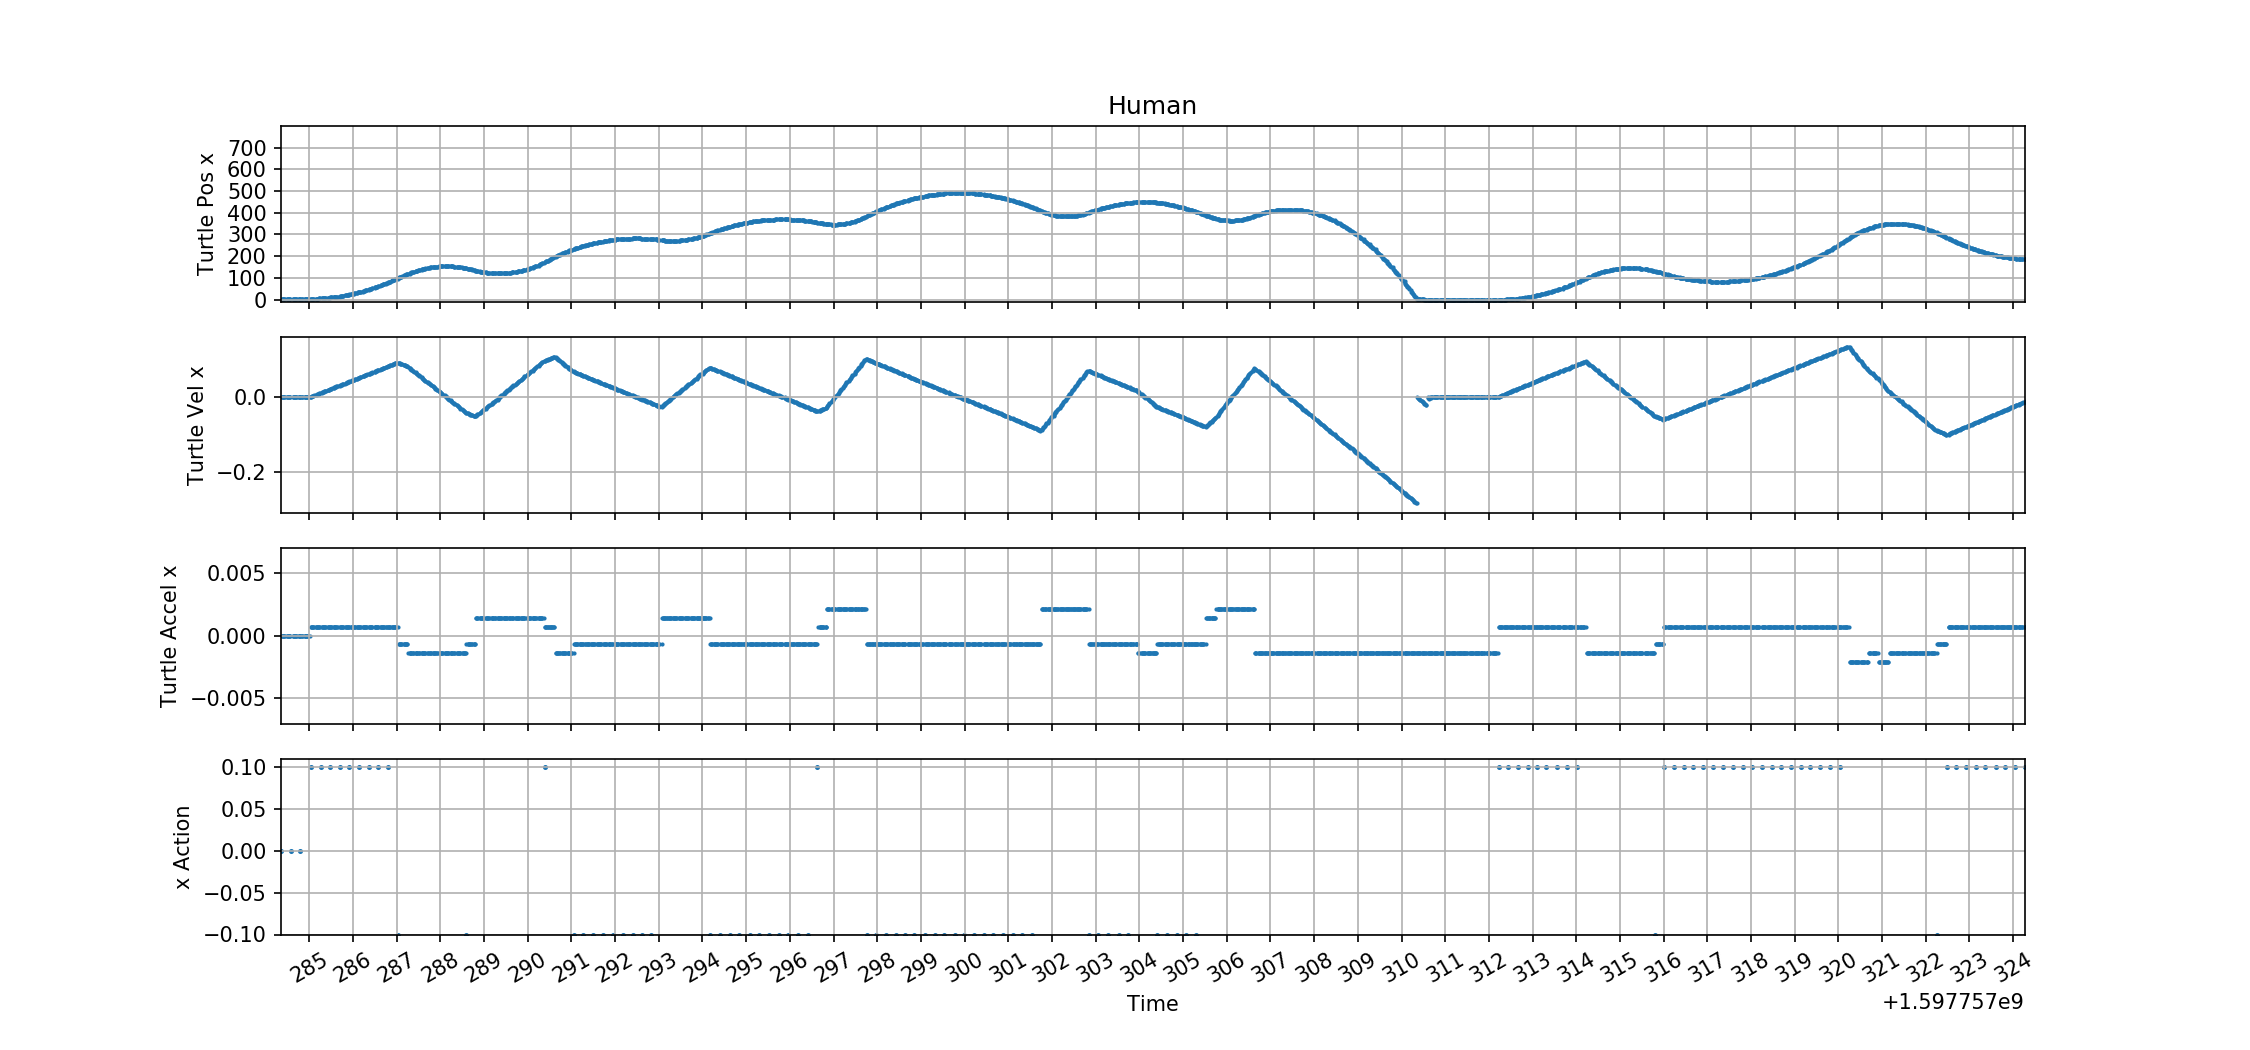 Human
Turtle Pos x
700
600
500
400
300
200
100
0
Turtle Vel x
0.0
−0.2
Turtle Accel x
0.005
0.000
−0.005
x Action
0.10
0.05
0.00
−0.05
−0.10
285 286 287 288 289 290 291 292 293 294 295 296 297 298 299 300 301 302 303 304 305 306 307 308 309 310 311 312 313 314 315 316 317 318 319 320 321 322 323 324
Time
+1.597757e9